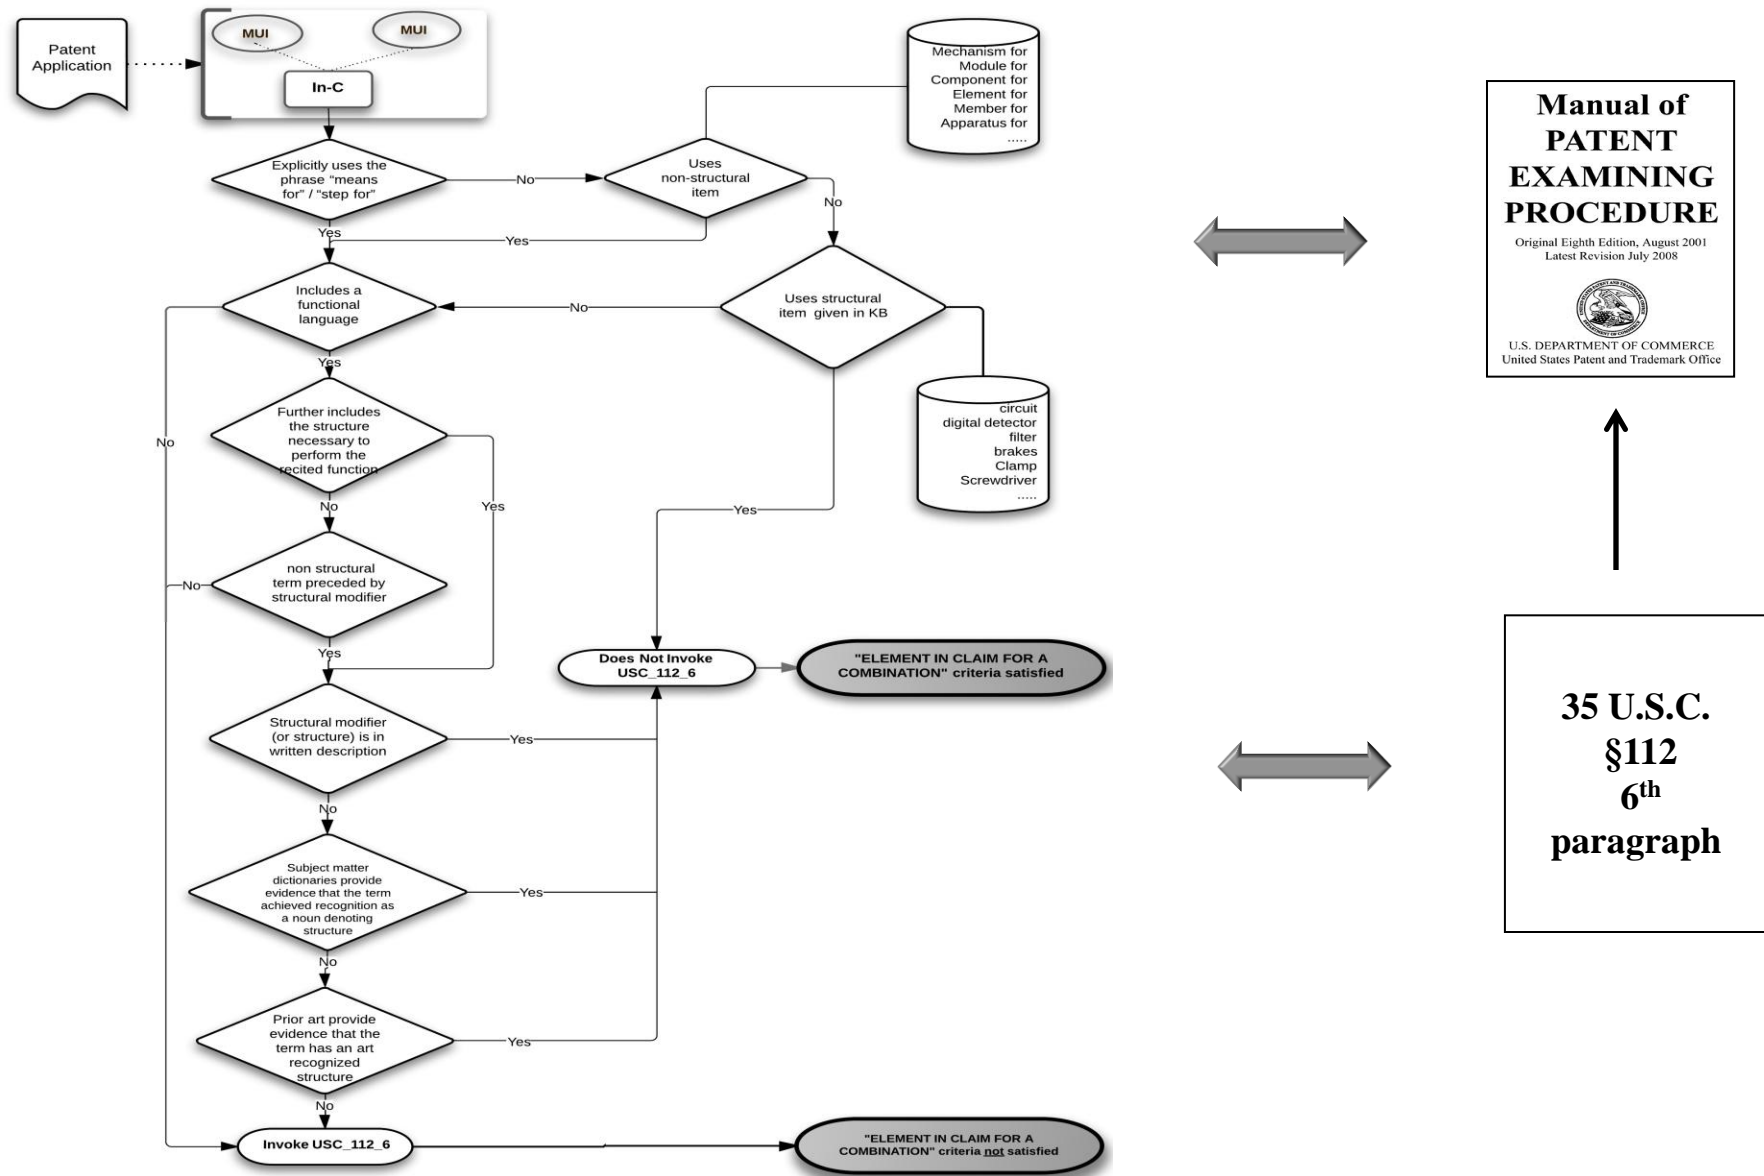 Patent
Application
MUI
MUI
In-C
Explicitly uses the
phrase "means
for" / "step for"
No
Uses
non-structural
item
Mechanism for
Module for
Component for
Element for
Member for
Apparatus for
.....
No
Yes
Yes
Includes a
functional
language
No
Uses structural
item given in KB
circuit
digital detector
filter
brakes
Clamp
Screwdriver
.....
Yes
Further includes
the structure
necessary to
perform the
recited function
No
Yes
No
Yes
non structural
term preceded by
structural modifier
No
Yes
Does Not Invoke
USC_112_6
"ELEMENT IN CLAIM FOR A
COMBINATION" criteria satisfied
Structural modifier
(or structure) is in
written description
Yes
No
Subject matter
dictionaries provide
evidence that the term
achieved recognition as
a noun denoting
structure
Yes
No
Prior art provide
evidence that the
term has an art
recognized
structure
Yes
No
Invoke USC_112_6
"ELEMENT IN CLAIM FOR A
COMBINATION" criteria not satisfied
Manual of
PATENT
EXAMINING
PROCEDURE
Original Eighth Edition, August 2001
Latest Revision July 2008
U.S. DEPARTMENT OF COMMERCE
United States Patent and Trademark Office
35 U.S.C.
§112
6th
paragraph